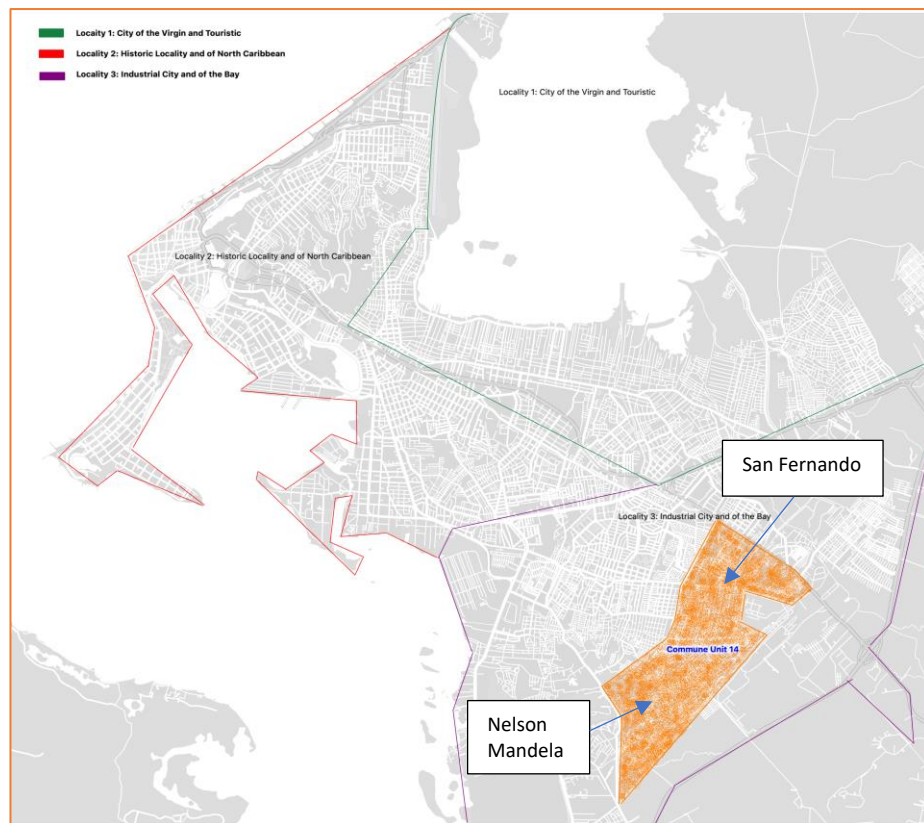 Locaity 1: City of the Virgin and Touristic
Locality 2: Historic Locality and of North Caribbean
Locality 3: Industrial City and of the Bay
Locality 1: City of the Virgin and Touristic
Locality 2: Historic Locality and of North Caribbean
San Fernando
Locality 3: Industrial City and of the Bay
Commune Unit 14
Nelson
Mandela